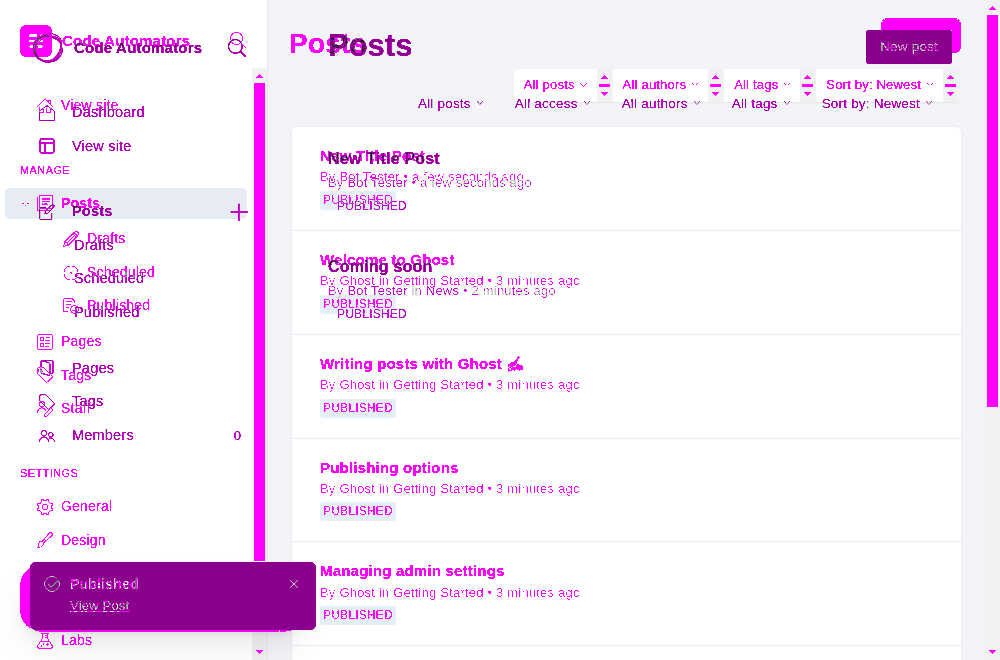 Code Automators
Code Automators
View site
Dashboard
View site
MANAGE
Posts
Posts
Drafts
Drafts
Scheduled
Scheduled
Published
Published
Pages
Pages
Tags
Tags
Staff
Members 0
SETTINGS
General
Design
Labs
Published
View Post
Posts
Posts
New post
All posts All authors All tags Sort by: Newest
All posts All access All authors All tags Sort by: Newest
New Title Post
New Title Post
By Bot Tester • a few seconds ago
By Bot Tester • a few seconds ago
PUBLISHED
PUBLISHED
Welcome to Ghost
Coming soon
By Ghost in Getting Started • 3 minutes ago
By Bot Tester in News • 2 minutes ago
PUBLISHED
PUBLISHED
Writing posts with Ghost ✍️
By Ghost in Getting Started • 3 minutes ago
PUBLISHED
Publishing options
By Ghost in Getting Started • 3 minutes ago
PUBLISHED
Managing admin settings
By Ghost in Getting Started • 3 minutes ago
PUBLISHED